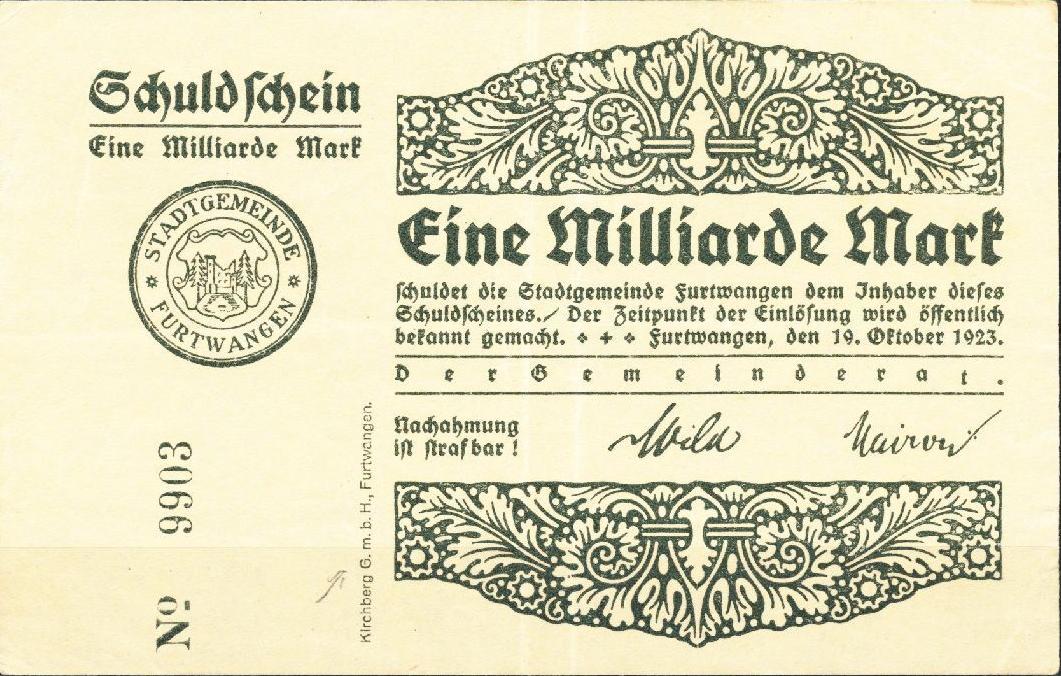 Schuldschein
Eine Milliarde Mark
STADTGEMEINDE
FURTWANGEN
Nº 9903
Kirchberg G. m. b. H., Furtwangen.
Eine Milliarde Mark
schuldet die Stadtgemeinde Furtwangen dem Inhaber dieses
Schuldscheines. / Der Zeitpunkt der Einlösung wird öffentlich
bekannt gemacht. + + + Furtwangen, den 19. Oktober 1923.
Der Gemeinderat.
Nachahmung
ist strafbar!
Wild